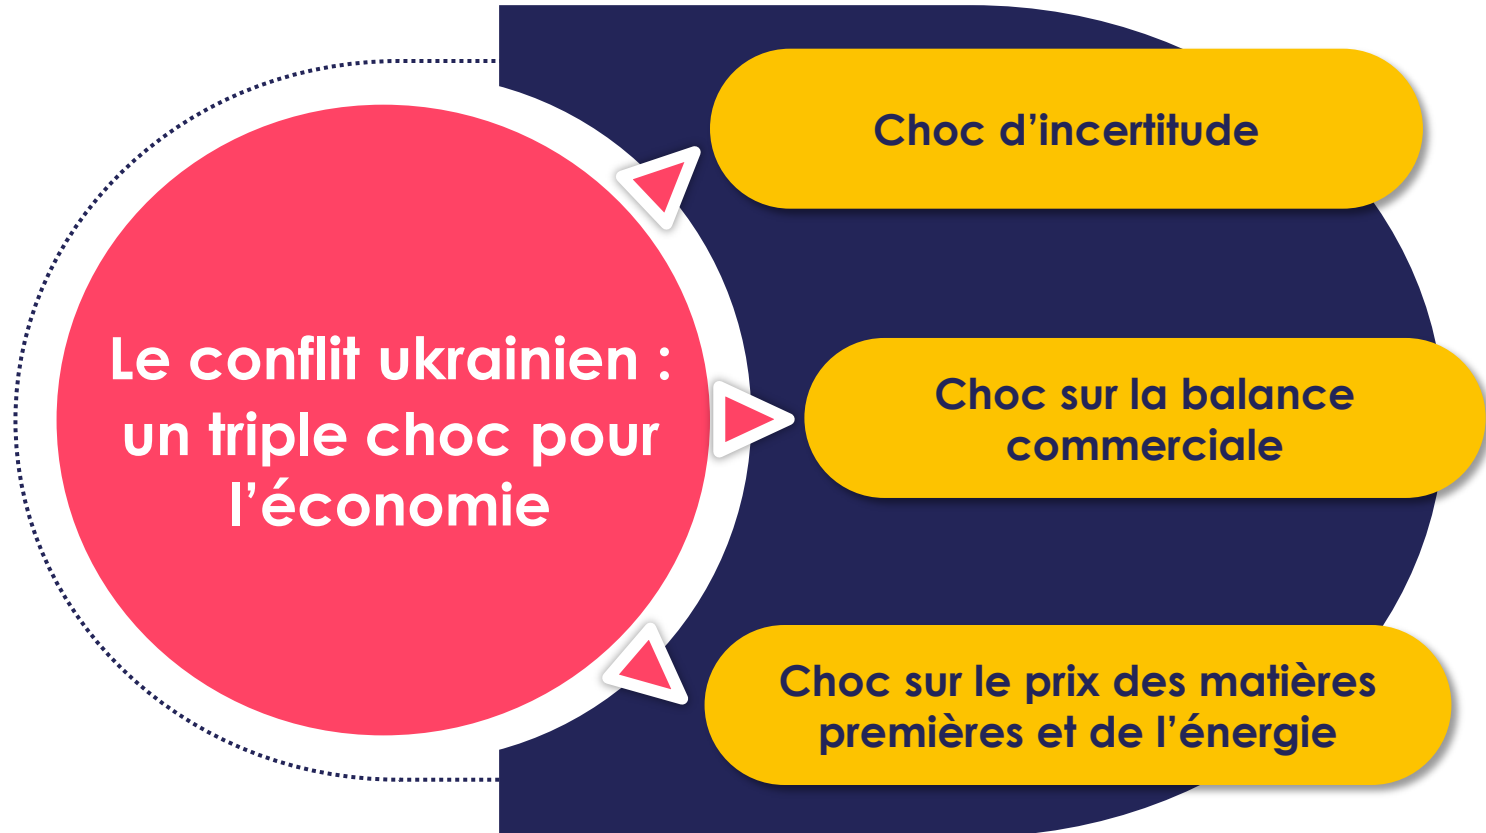 Le conflit ukrainien :
un triple choc pour
l’économie
Choc d’incertitude
Choc sur la balance
commerciale
Choc sur le prix des matières
premières et de l’énergie